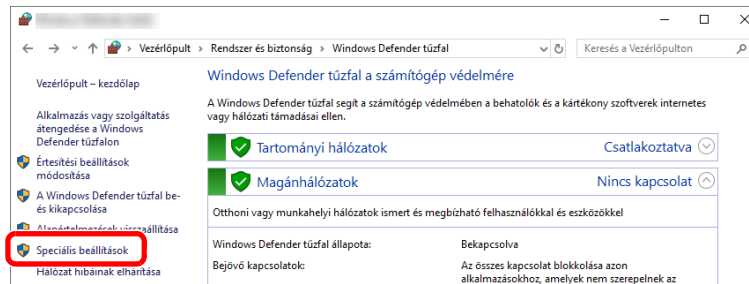 Vezérlőpult › Rendszer és biztonság › Windows Defender tűzfal
Keresés a Vezérlőpulton
Vezérlőpult – kezdőlap
Alkalmazás vagy szolgáltatás
átengedése a Windows
Defender tűzfalon
Értesítési beállítások
módosítása
A Windows Defender tűzfal be-
és kikapcsolása
Alapértelmezések visszaállítása
Speciális beállítások
Hálózat hibáinak elhárítása
Windows Defender tűzfal a számítógép védelmére
A Windows Defender tűzfal segít a számítógép védelmében a behatolók és a kártékony szoftverek internetes
vagy hálózati támadásai ellen.
Tartományi hálózatok Csatlakoztatva
Magánhálózatok Nincs kapcsolat
Otthoni vagy munkahelyi hálózatok ismert és megbízható felhasználókkal és eszközökkel
Windows Defender tűzfal állapota: Bekapcsolva
Bejövő kapcsolatok: Az összes kapcsolat blokkolása azon
alkalmazásokhoz, amelyek nem szerepelnek az